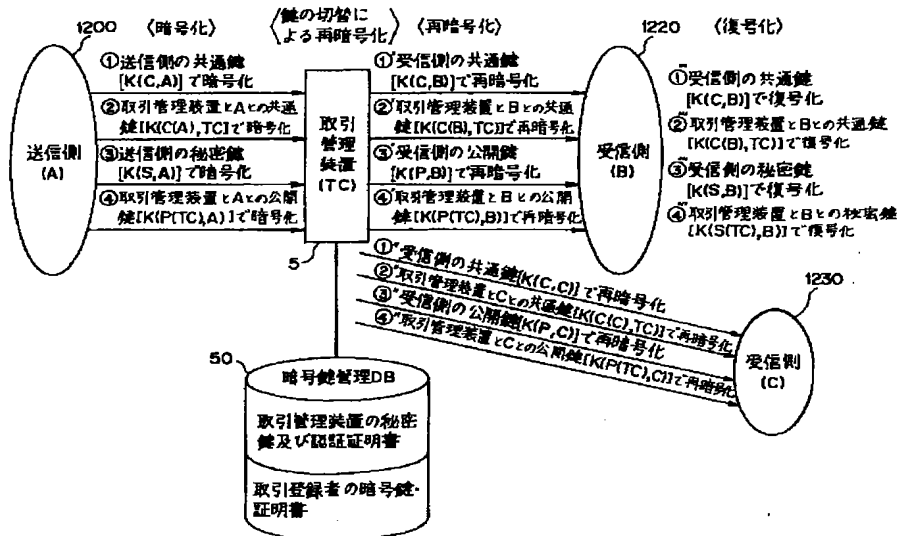 1200 〈暗号化〉
〈鍵の切替に
よる再暗号化〉
〈再暗号化〉
1220 〈復号化〉
送信側
(A)
①送信側の共通鍵
[K(C,A)]で暗号化
②取引管理装置とAとの共通
鍵[K(C(A),TC]で暗号化
③送信側の秘密鍵
[K(S,A)]で暗号化
④取引管理装置とAとの公開
鍵[K(P(TC),A)]で暗号化
取引
管理
装置
(TC)
5
①'受信側の共通鍵
[K(C,B)]で再暗号化
②'取引管理装置とBとの共通
鍵[K(C(B),TC)]で再暗号化
③'受信側の公開鍵
[K(P,B)]で再暗号化
④'取引管理装置とBとの公開
鍵[K(P(TC),B)]で再暗号化
受信側
(B)
①'''受信側の共通鍵
[K(C,B)]で復号化
②'''取引管理装置とBとの共通鍵
[K(C(B),TC)]で復号化
③'''受信側の秘密鍵
[K(S,B)]で復号化
④'''取引管理装置とBとの秘密鍵
[K(S(TC),B)]で復号化
①''受信側の共通鍵[K(C,C)]で再暗号化
②''取引管理装置とCとの共通鍵[K(C(C),TC)]で再暗号化
③''受信側の公開鍵[K(P,C)]で再暗号化
④''取引管理装置とCとの公開鍵[K(P(TC),C)]で再暗号化
1230
受信側
(C)
50
暗号鍵管理DB
取引管理装置の秘密
鍵及び認証証明書
取引登録者の暗号鍵・
証明書